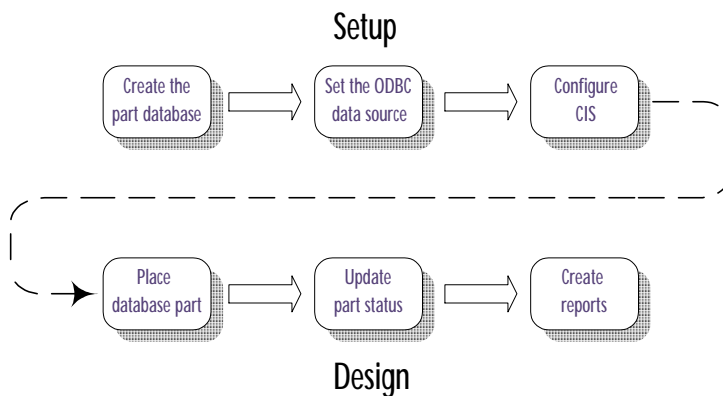 Setup
Create the
part database
Set the ODBC
data source
Configure
CIS
Place
database part
Update
part status
Create
reports
Design